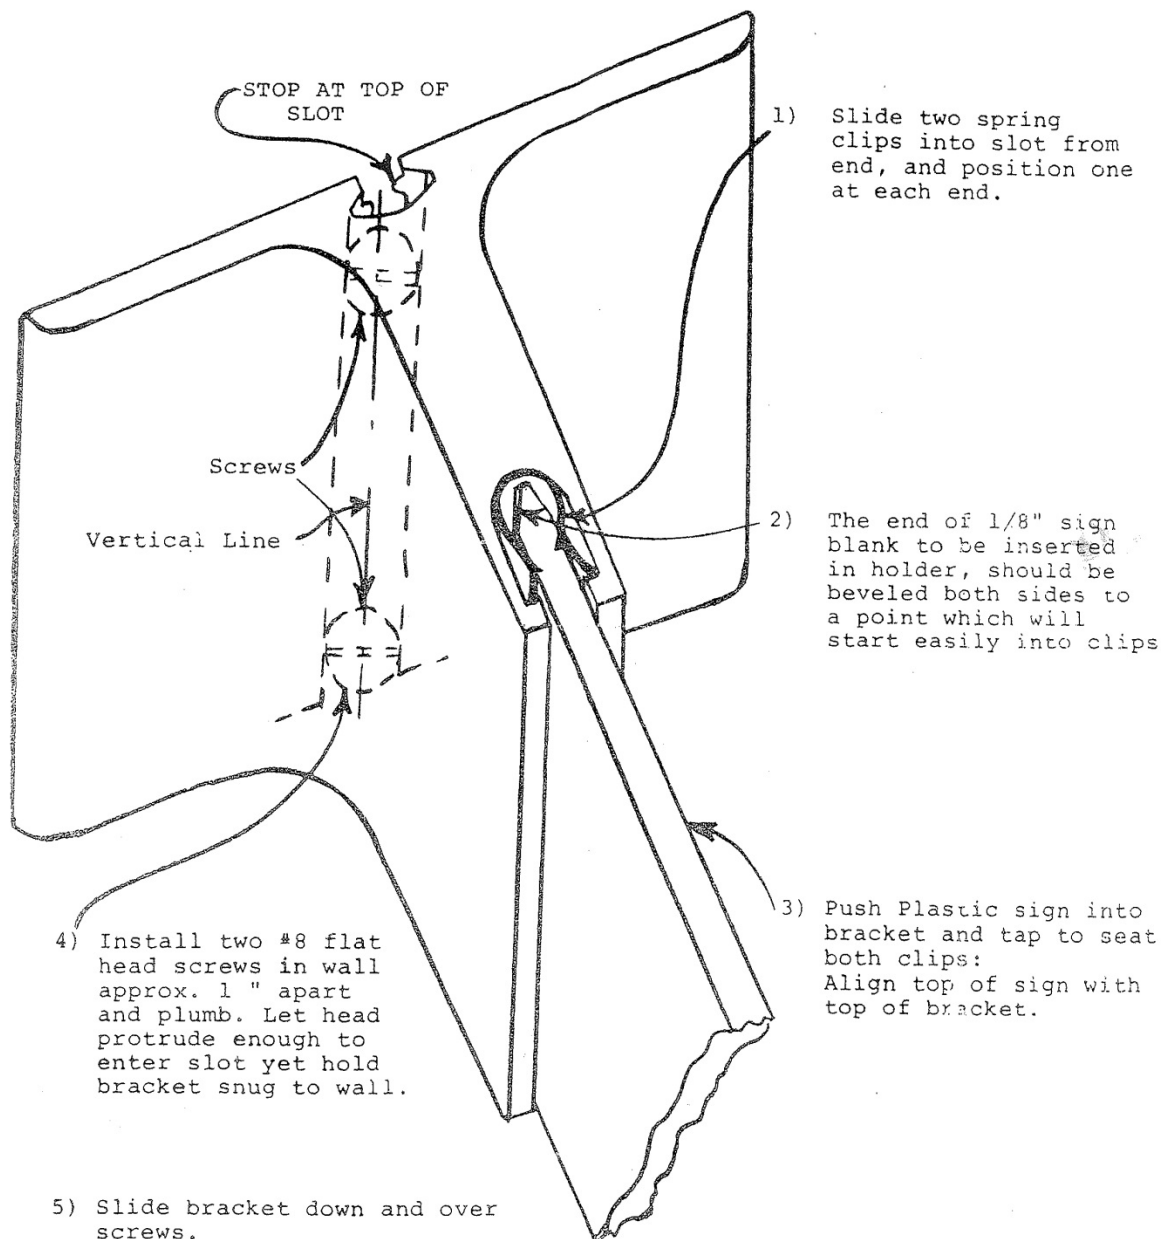 STOP AT TOP OF
SLOT
1) Slide two spring
clips into slot from
end, and position one
at each end.
Screws
Vertical Line
2) The end of 1/8" sign
blank to be inserted
in holder, should be
beveled both sides to
a point which will
start easily into clips
3) Push Plastic sign into
bracket and tap to seat
both clips:
Align top of sign with
top of bracket.
4) Install two #8 flat
head screws in wall
approx. 1 " apart
and plumb. Let head
protrude enough to
enter slot yet hold
bracket snug to wall.
5) Slide bracket down and over
screws.